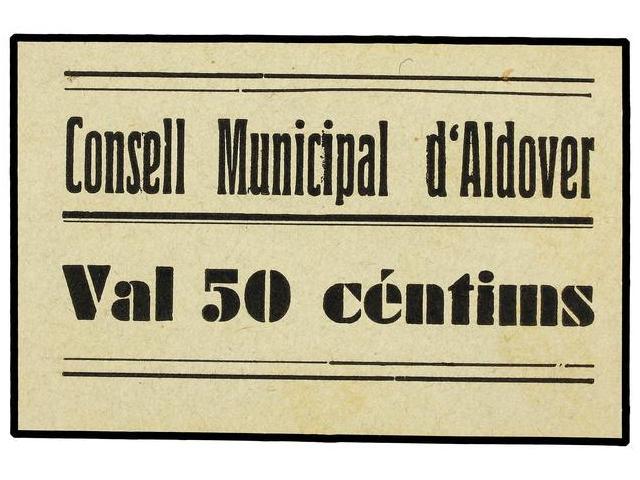 Consell Municipal d'Aldover
Val 50 céntims